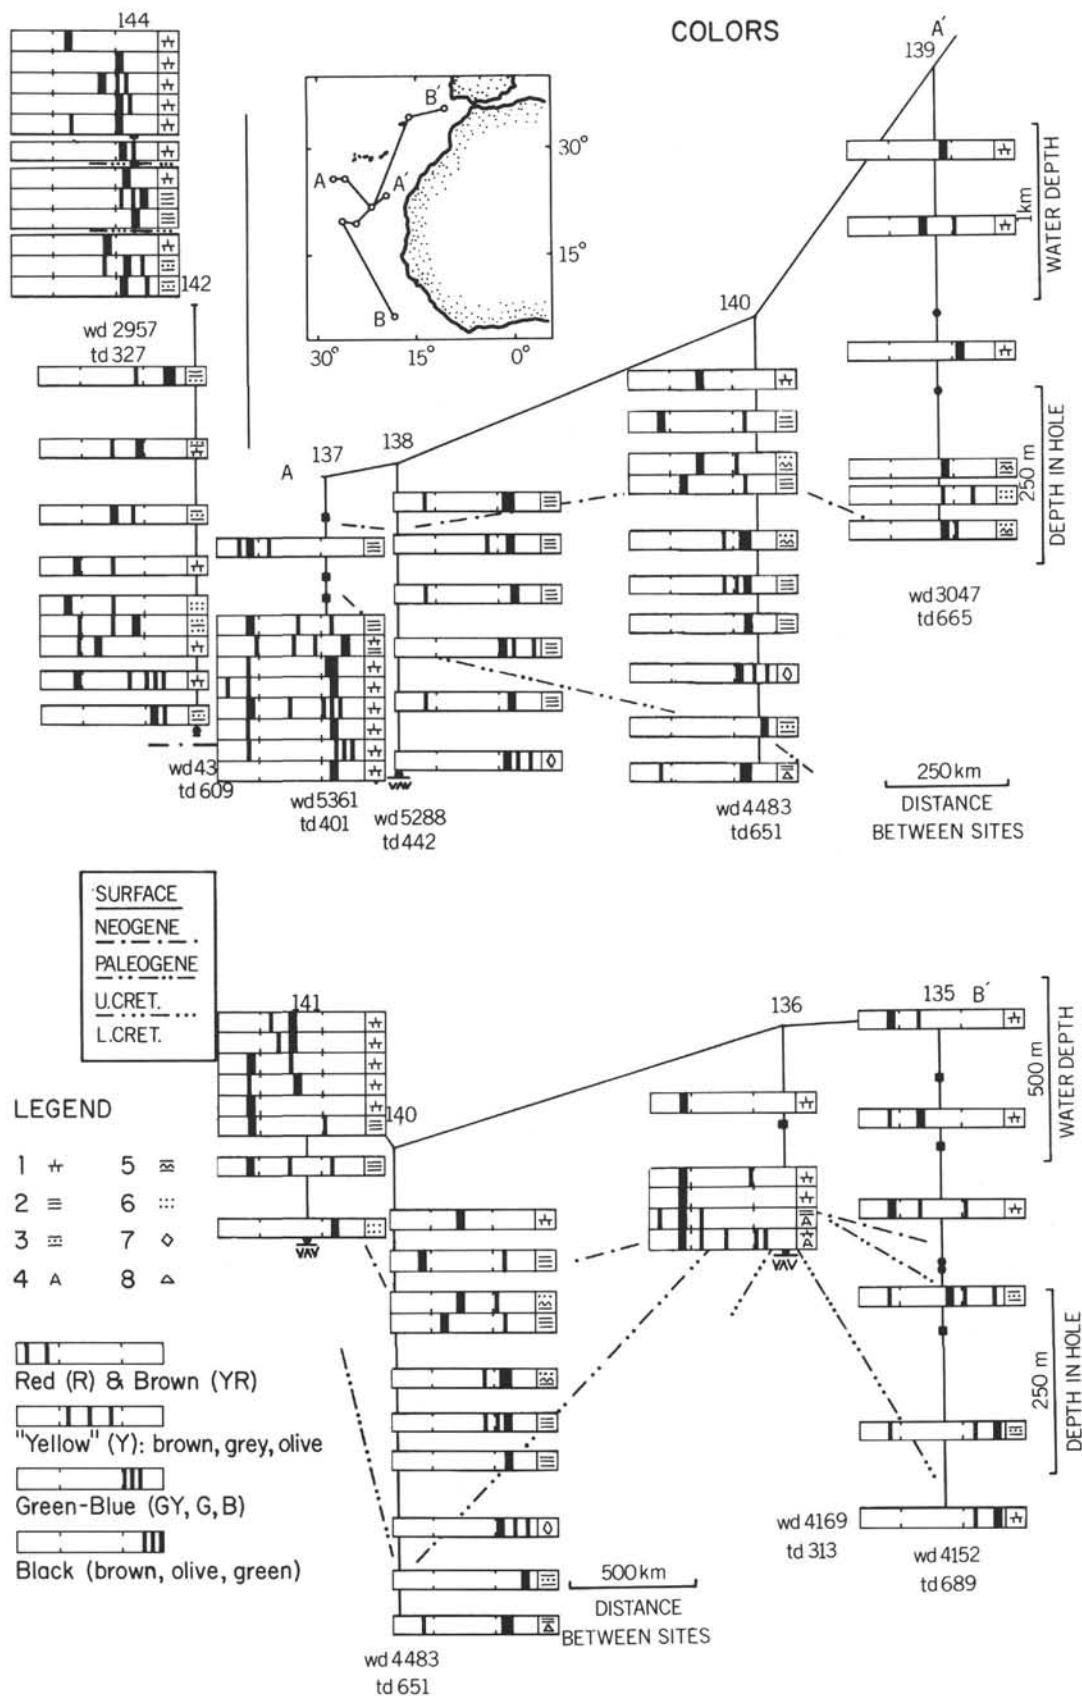 COLORS
144
A'
139
B'
30°
A
A'
15°
B
30°
15°
0°
142
wd 2957
td 327
140
1km
WATER DEPTH
A
137
138
250 m
DEPTH IN HOLE
wd 3047
td 665
wd 43
td 609
wd 5361
td 401
wd 5288
td 442
wd 4483
td 651
250 km
DISTANCE
BETWEEN SITES
SURFACE
NEOGENE
PALEOGENE
U.CRET.
L.CRET.
141
140
136
135 B'
500 m
WATER DEPTH
LEGEND
1 5
2 6
3 7
4 8
250 m
DEPTH IN HOLE
Red (R) & Brown (YR)
"Yellow" (Y): brown, grey, olive
Green-Blue (GY, G, B)
Black (brown, olive, green)
wd 4169
td 313
wd 4152
td 689
500 km
DISTANCE
BETWEEN SITES
wd 4483
td 651